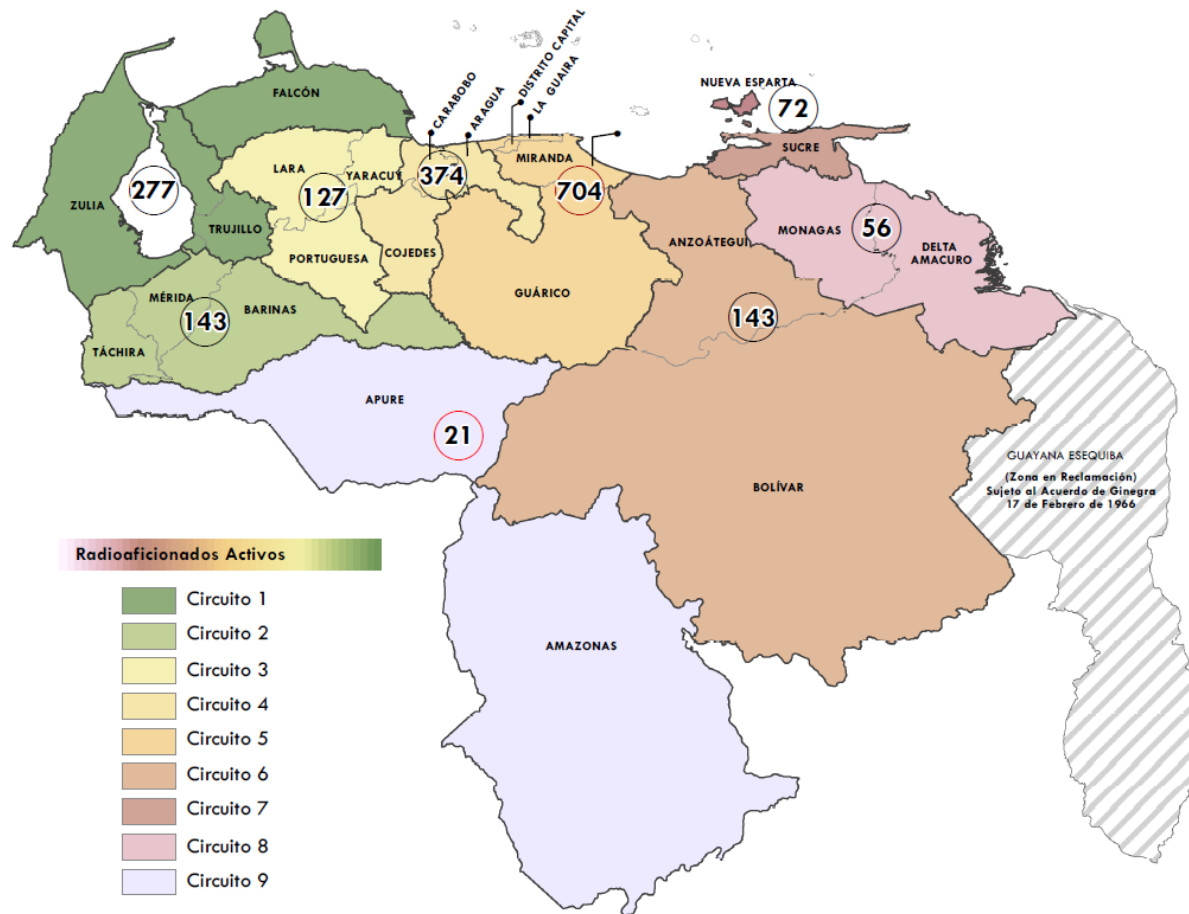 DISTRITO CAPITAL
LA GUAIRA
CARABOBO
ARAGUA
NUEVA ESPARTA
72
FALCÓN
SUCRE
MIRANDA
LARA
YARACUY
374
277
127
704
ZULIA
TRUJILLO
MONAGAS
56
DELTA
AMACURO
ANZOÁTEGUI
COJEDES
PORTUGUESA
GUÁRICO
MÉRIDA
BARINAS
143
143
TÁCHIRA
APURE
21
GUAYANA ESEQUIBA
(Zona en Reclamación)
Sujeto al Acuerdo de Ginegra
17 de Febrero de 1966
BOLÍVAR
AMAZONAS
Radioaficionados Activos
Circuito 1
Circuito 2
Circuito 3
Circuito 4
Circuito 5
Circuito 6
Circuito 7
Circuito 8
Circuito 9